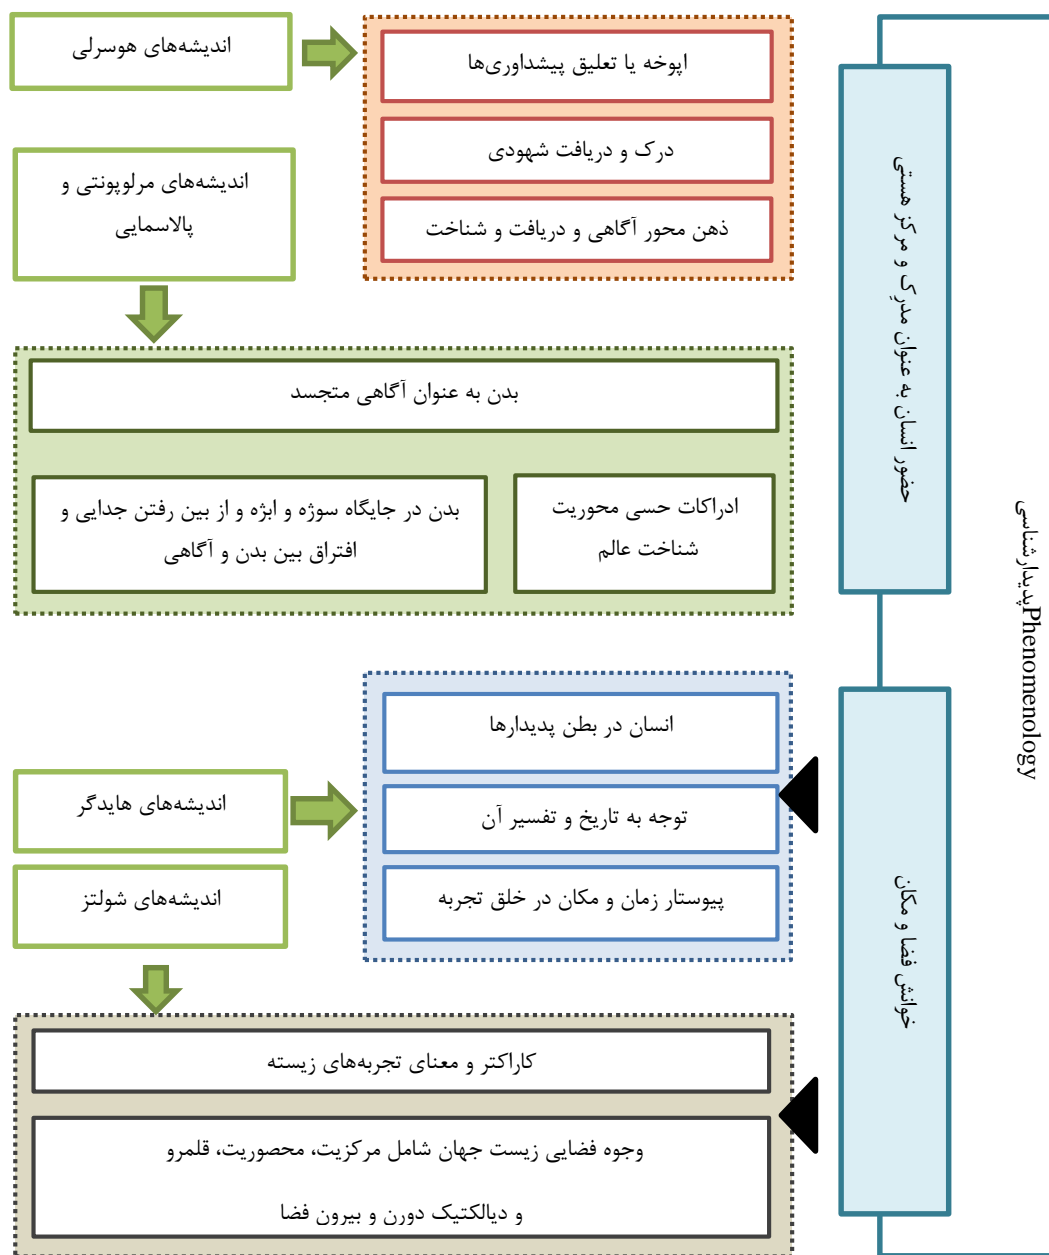 پدیدارشناسیPhenomenology
حضور انسان به عنوان مدرِک و مرکز هستی
اندیشه‌های هوسرلی
اپوخه یا تعلیق پیشداوری‌ها
درک و دریافت شهودی
ذهن محور آگاهی و دریافت و شناخت
اندیشه‌های مرلوپونتی و
پالاسمایی
بدن به عنوان آگاهی متجسد
ادراکات حسی محوریت
شناخت عالم
بدن در جایگاه سوژه و ابژه و از بین رفتن جدایی و
افتراق بین بدن و آگاهی
خوانش فضا و مکان
اندیشه‌های هایدگر
انسان در بطن پدیدارها
توجه به تاریخ و تفسیر آن
پیوستار زمان و مکان در خلق تجربه
اندیشه‌های شولتز
کاراکتر و معنای تجربه‌های زیسته
وجوه فضایی زیست جهان شامل مرکزیت، محصوریت، قلمرو
و دیالکتیک دورن و بیرون فضا